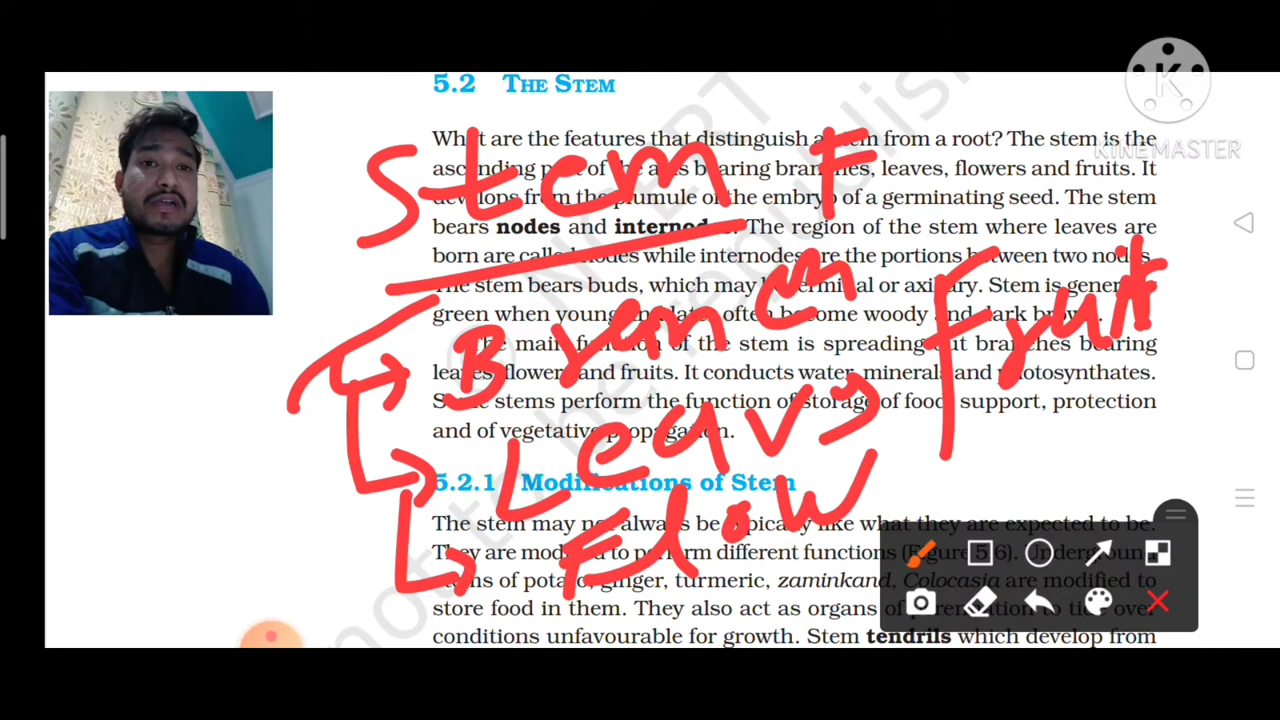 KINEMASTER
5.2 THE STEM
What are the features that distinguish a stem from a root? The stem is the
ascending part of the axis bearing branches, leaves, flowers and fruits. It
develops from the plumule of the embryo of a germinating seed. The stem
bears nodes and internodes. The region of the stem where leaves are
born are called nodes while internodes are the portions between two nodes.
The stem bears buds, which may be terminal or axillary. Stem is generally
green when young and later often become woody and dark brown.
The main function of the stem is spreading out branches bearing
leaves, flowers and fruits. It conducts water, minerals and photosynthates.
Some stems perform the function of storage of food, support, protection
and of vegetative propagation.
5.2.1 Modifications of Stem
The stem may not always be typically like what they are expected to be.
They are modified to perform different functions (Figure 5.6). Underground
stems of potato, ginger, turmeric, zaminkand, Colocasia are modified to
store food in them. They also act as organs of perennation to tide over
conditions unfavourable for growth. Stem tendrils which develop from
Stem F
Branch
Leavy
Flow
Fruit
not to be republis
© NCERT